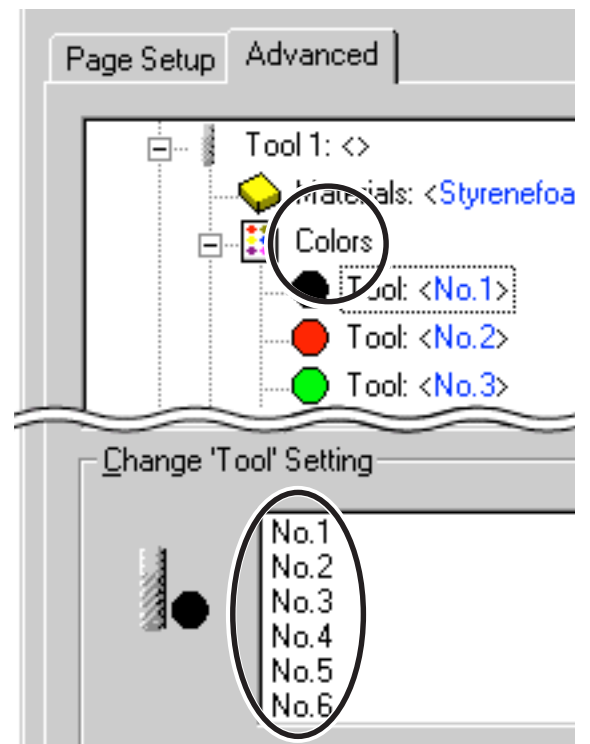 Page Setup Advanced
Tool 1: <>
Materials: <Styrenefoa
Colors
Tool: <No.1>
Tool: <No.2>
Tool: <No.3>
Change 'Tool' Setting
No.1
No.2
No.3
No.4
No.5
No.6